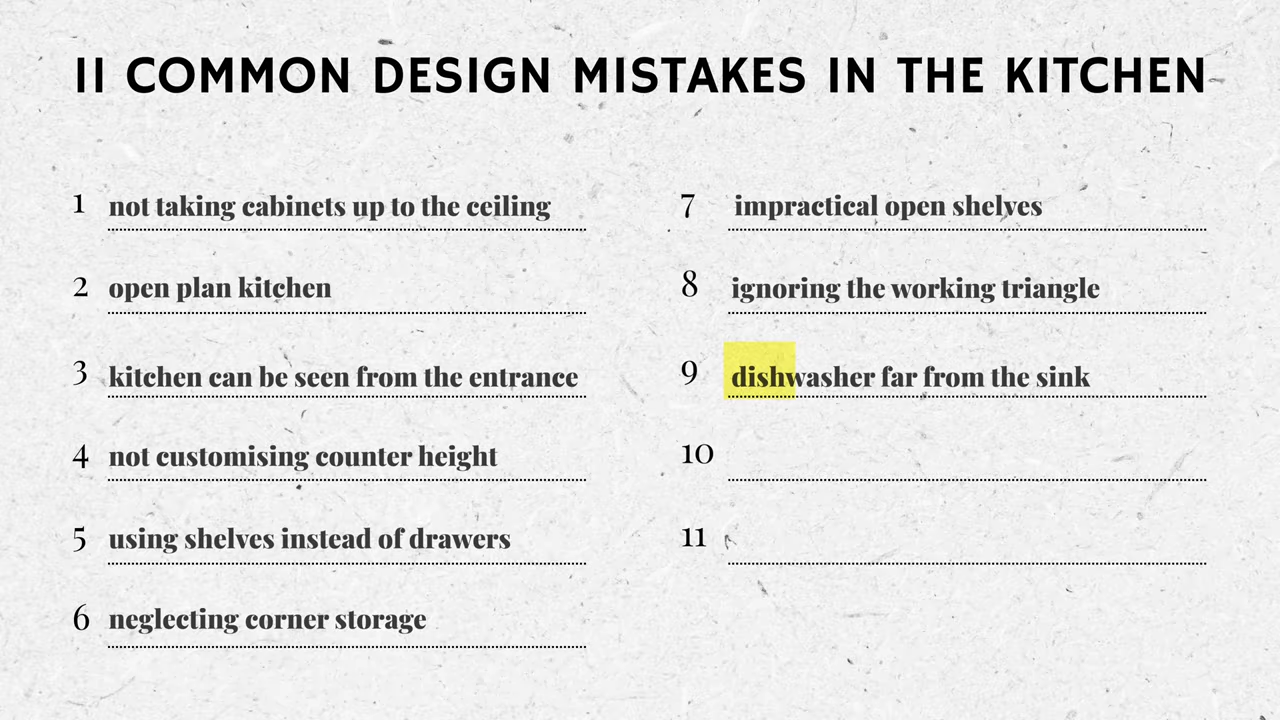 11 COMMON DESIGN MISTAKES IN THE KITCHEN
1 not taking cabinets up to the ceiling
2 open plan kitchen
3 kitchen can be seen from the entrance
4 not customising counter height
5 using shelves instead of drawers
6 neglecting corner storage
7 impractical open shelves
8 ignoring the working triangle
9 dishwasher far from the sink
10
11